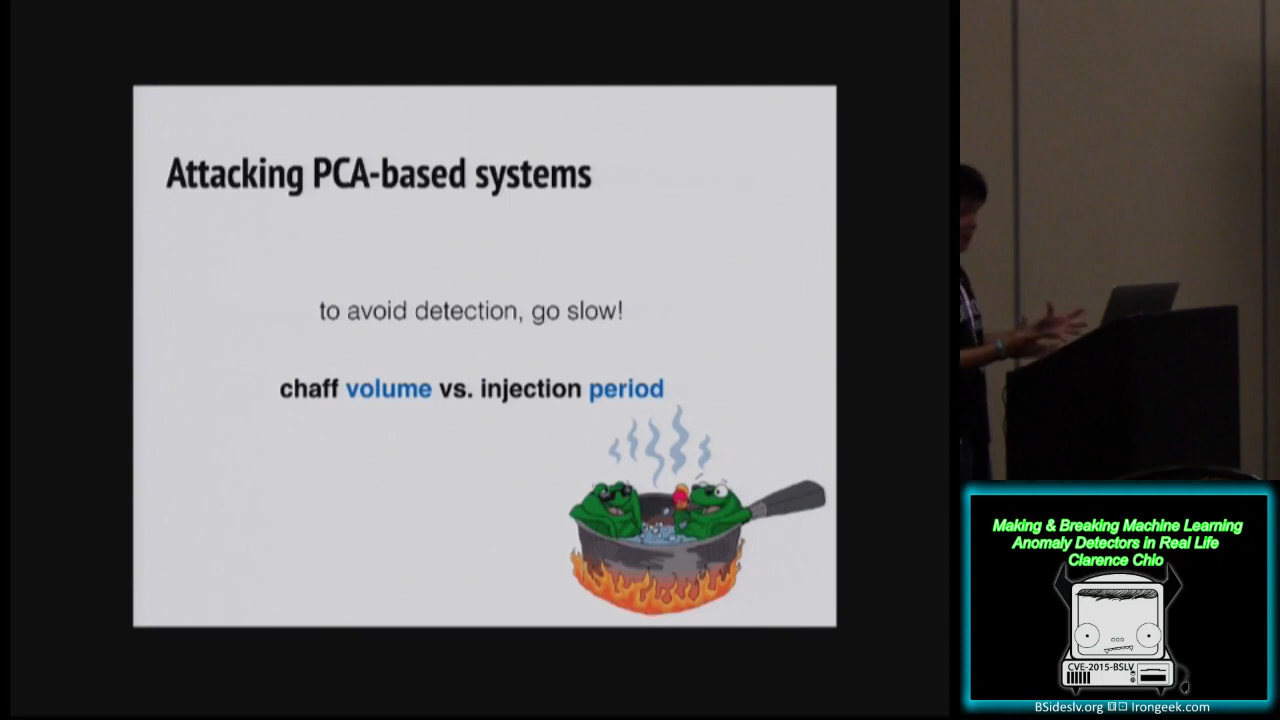 Attacking PCA-based systems
to avoid detection, go slow!
chaff volume vs. injection period
Making & Breaking Machine Learning
Anomaly Detectors in Real Life
Clarence Chio
CVE-2015-BSLV
BSideslv.org Irongeek.com